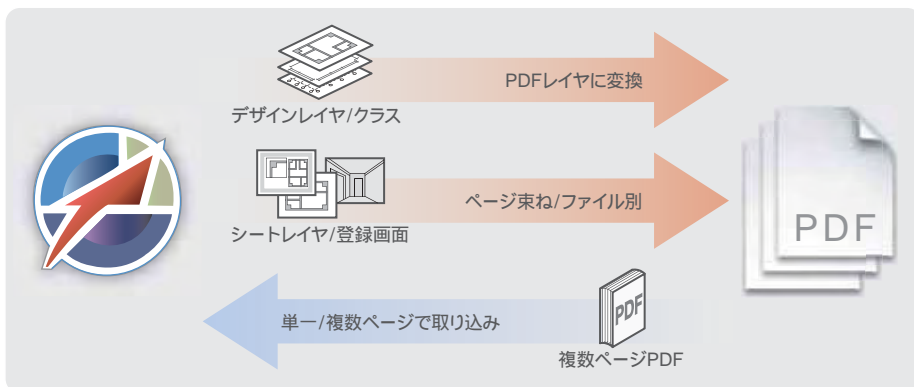 PDFレイヤに変換
デザインレイヤ/クラス
ページ束ね/ファイル別
シートレイヤ/登録画面
PDF
単一/複数ページで取り込み
PDF
複数ページPDF